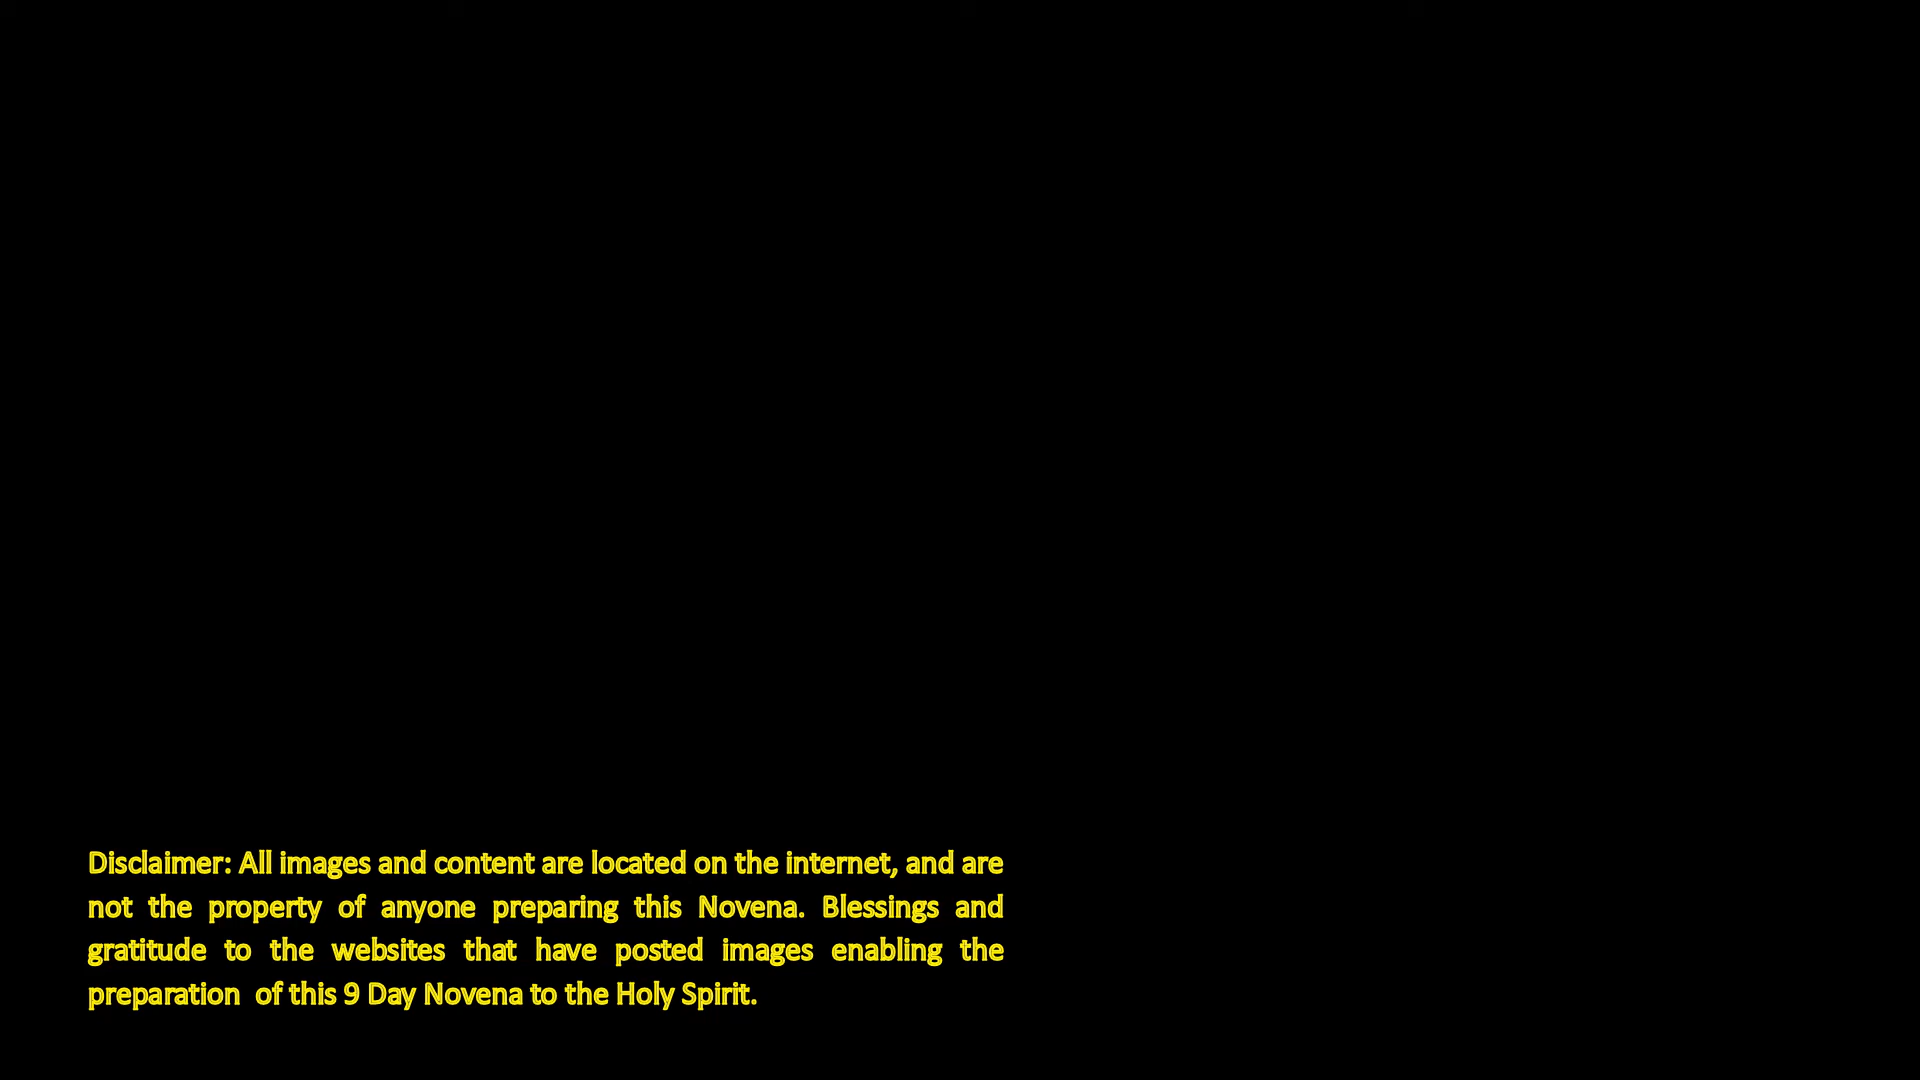 Disclaimer: All images and content are located on the internet, and are
not the property of anyone preparing this Novena. Blessings and
gratitude to the websites that have posted images enabling the
preparation  of this 9 Day Novena to the Holy Spirit.